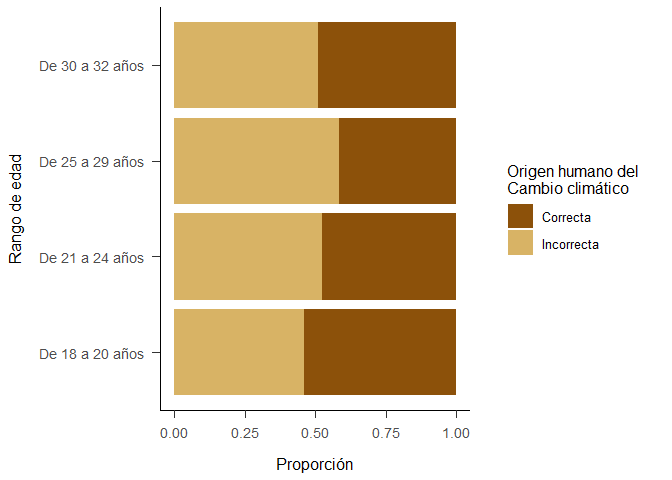 De 30 a 32 años
De 25 a 29 años
De 21 a 24 años
De 18 a 20 años
Rango de edad
0.00 0.25 0.50 0.75 1.00
Proporción
Origen humano del
Cambio climático
Correcta
Incorrecta